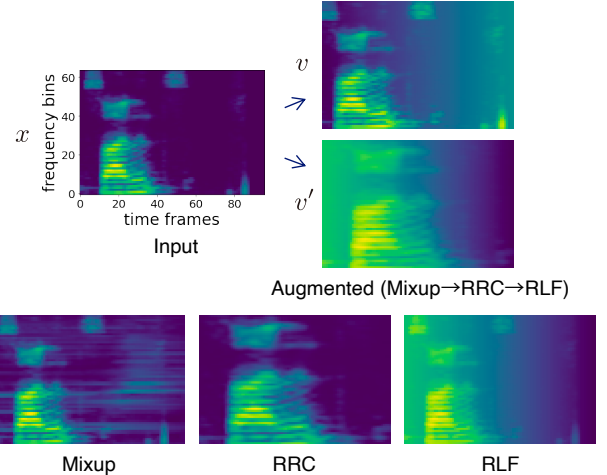 x
frequency bins
60
40
20
0
0 20 40 60 80
time frames
Input
v
v′
Augmented (Mixup→RRC→RLF)
Mixup RRC RLF